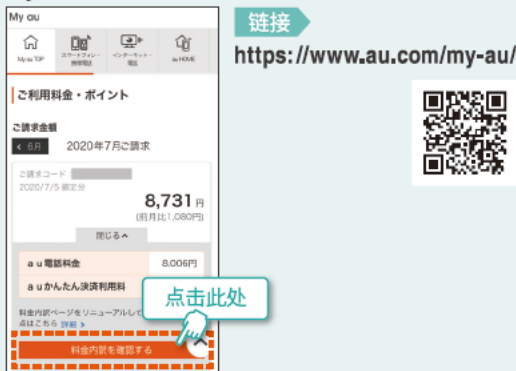 My au
链接
https://www.au.com/my-au/
My au TOP
スマートフォン・
携帯電話
インターネット・
電話
au HOME
ご利用料金・ポイント
ご請求金額
6月
2020年7月ご請求
ご請求コード
2020/7/5 確定分
8,731円
(前月比1,080円)
閉じる
au電話料金
8,006円
auかんたん決済利用料
点击此处
料金内訳ページをリニューアルして
点はこちら 詳細 >
料金内訳を確認する